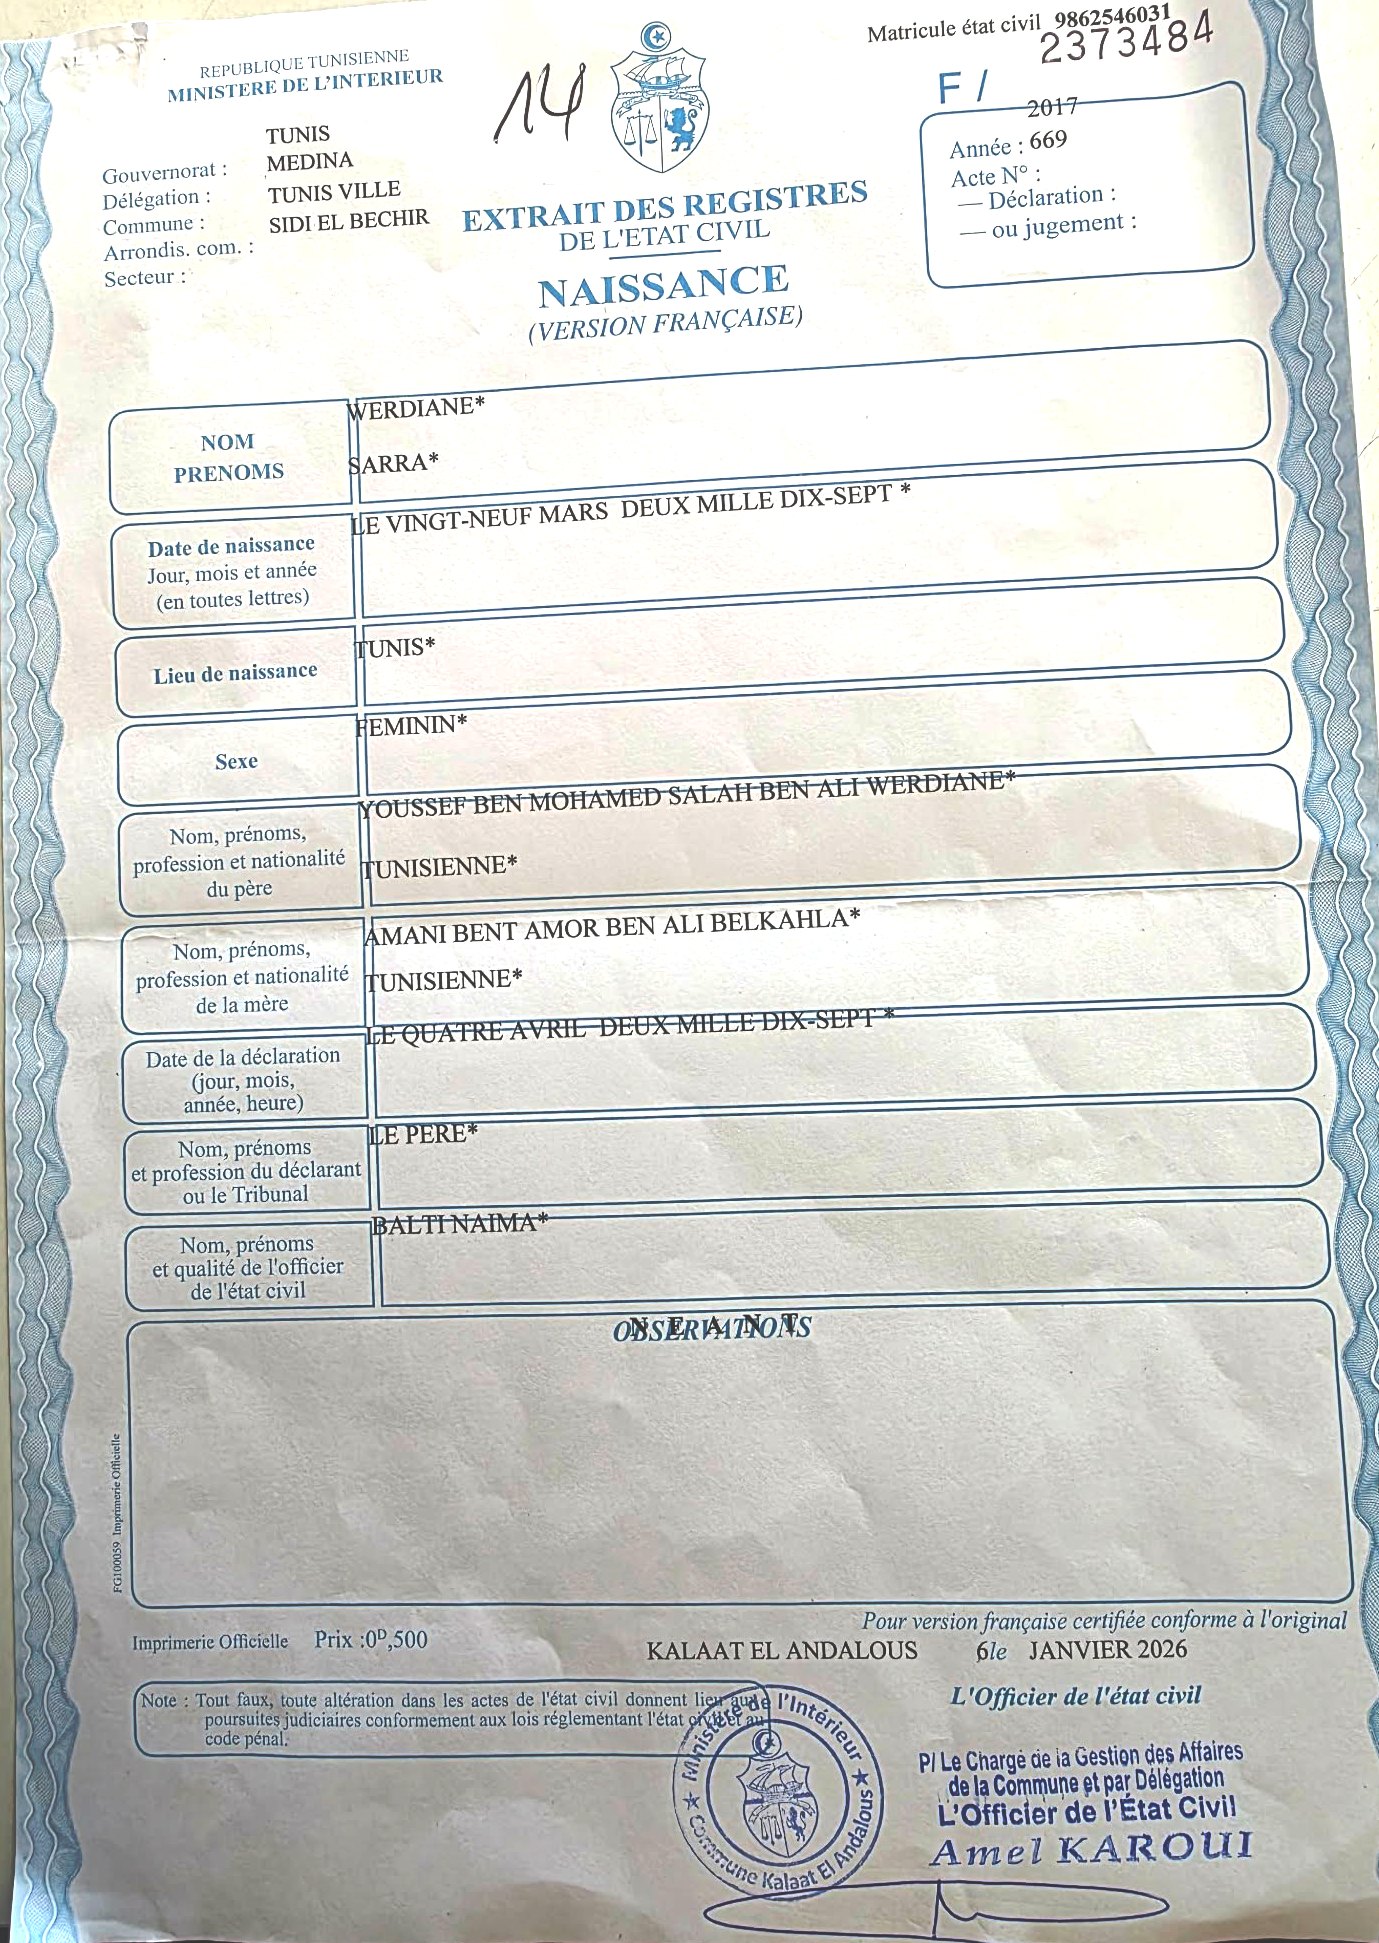 REPUBLIQUE TUNISIENNE
MINISTERE DE L'INTERIEUR
Matricule état civil 9862546031
2373484
14
F/
TUNIS
Gouvernorat : MEDINA
Délégation : TUNIS VILLE
Commune : SIDI EL BECHIR
Arrondis. com. :
Secteur :
EXTRAIT DES REGISTRES
DE L'ETAT CIVIL
NAISSANCE
(VERSION FRANÇAISE)
2017
Année : 669
Acte N° :
— Déclaration :
— ou jugement :
NOM
PRENOMS
WERDIANE*
SARRA*
Date de naissance
Jour, mois et année
(en toutes lettres)
LE VINGT-NEUF MARS DEUX MILLE DIX-SEPT *
Lieu de naissance
TUNIS*
Sexe
FEMININ*
Nom, prénoms,
profession et nationalité
du père
YOUSSEF BEN MOHAMED SALAH BEN ALI WERDIANE*
TUNISIENNE*
Nom, prénoms,
profession et nationalité
de la mère
AMANI BENT AMOR BEN ALI BELKAHLA*
TUNISIENNE*
Date de la déclaration
(jour, mois,
année, heure)
LE QUATRE AVRIL DEUX MILLE DIX-SEPT *
Nom, prénoms
et profession du déclarant
ou le Tribunal
LE PERE*
Nom, prénoms
et qualité de l'officier
de l'état civil
BALTI NAIMA*
OBSERVATIONS
N E A N T
FG100059 Imprimerie Officielle
Pour version française certifiée conforme à l'original
Imprimerie Officielle Prix :0ᴰ,500
KALAAT EL ANDALOUS 6 le JANVIER 2026
Note : Tout faux, toute altération dans les actes de l'état civil donnent lieu aux
poursuites judiciaires conformement aux lois réglementant l'état civil et au
code pénal.
L'Officier de l'état civil
Ministère de l'Intérieur
Commune Kalaat El Andalous
P/ Le Chargé de la Gestion des Affaires
de la Commune et par Délégation
L'Officier de l'État Civil
Amel KAROUI